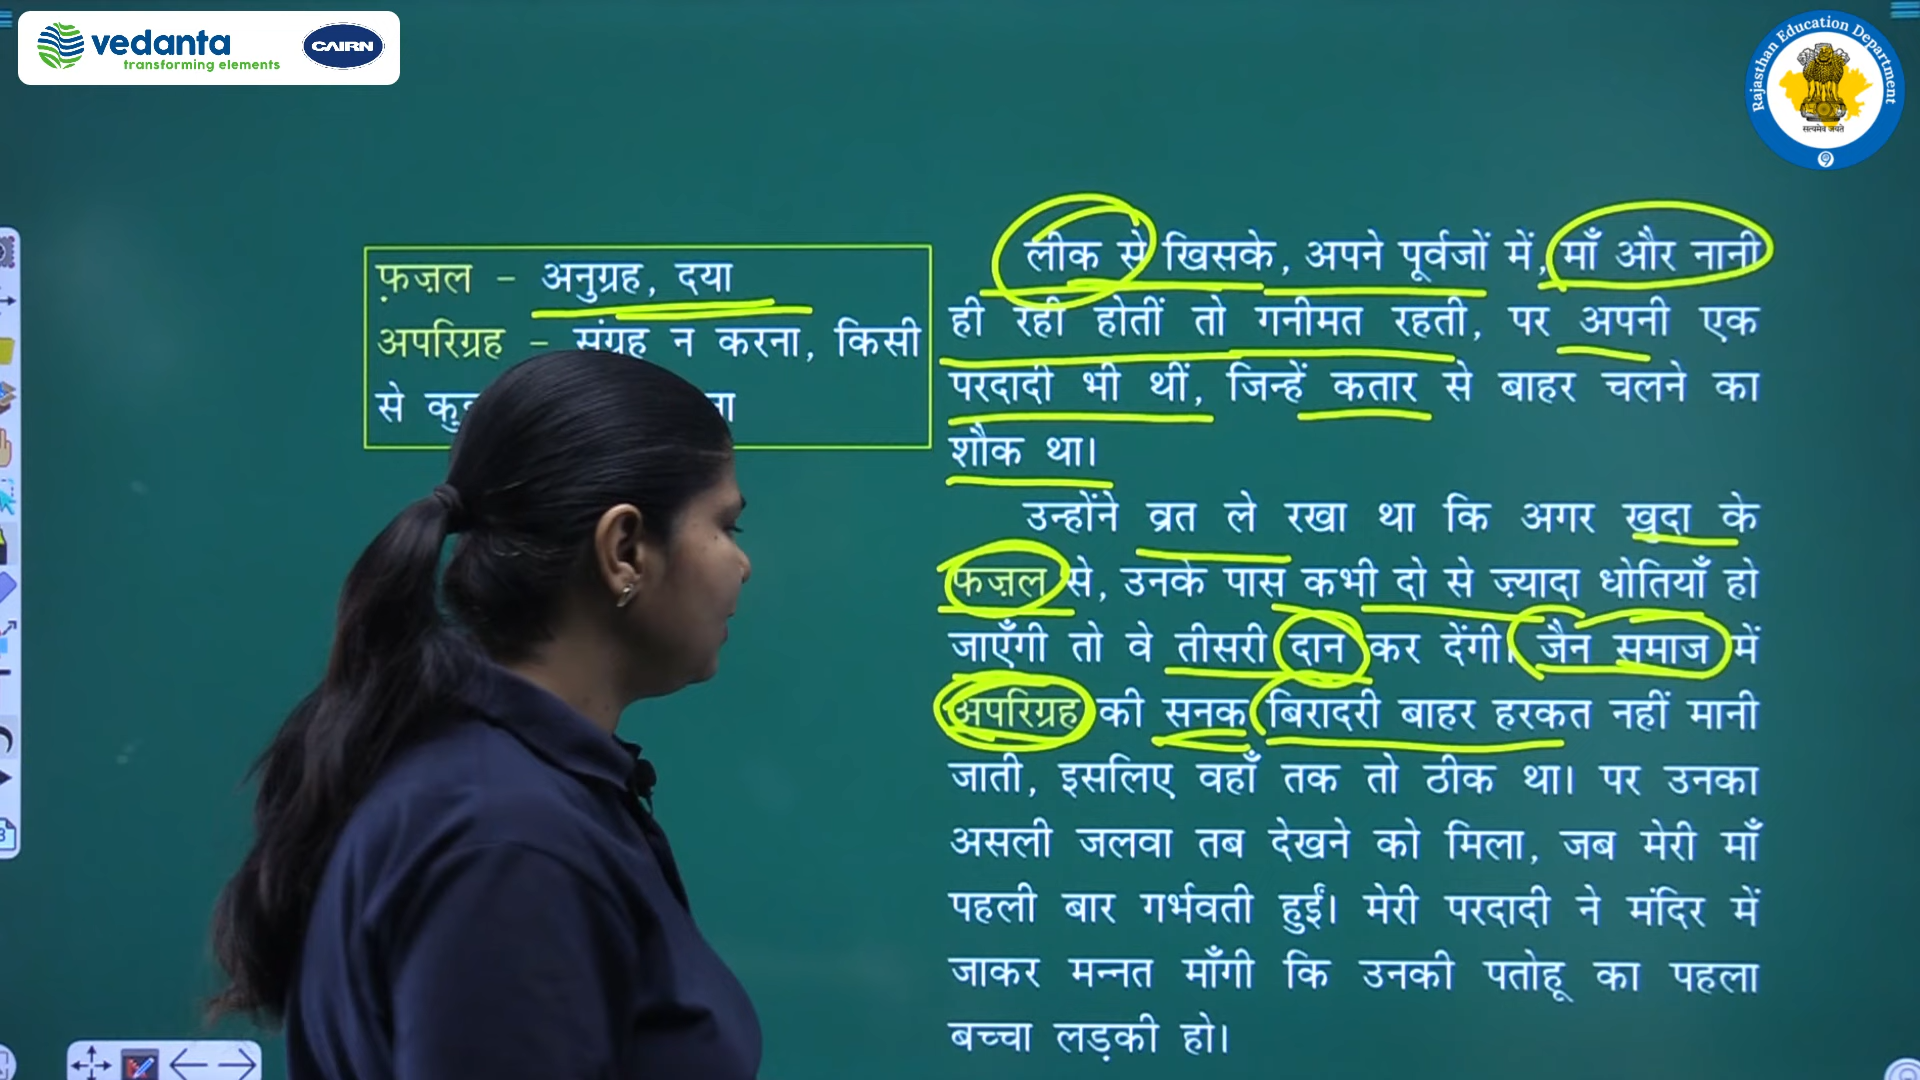 vedanta
transforming elements
CAIRN
Rajasthan Education Department
सत्यमेव जयते
फ़ज़ल – अनुग्रह, दया
अपरिग्रह – संग्रह न करना, किसी
से
लीक से खिसके, अपने पूर्वजों में, माँ और नानी
ही रही होतीं तो गनीमत रहती, पर अपनी एक
परदादी भी थीं, जिन्हें कतार से बाहर चलने का
शौक था।
उन्होंने व्रत ले रखा था कि अगर खुदा के
फज़ल से, उनके पास कभी दो से ज़्यादा धोतियाँ हो
जाएँगी तो वे तीसरी दान कर देंगी। जैन समाज में
अपरिग्रह की सनक बिरादरी बाहर हरकत नहीं मानी
जाती, इसलिए वहाँ तक तो ठीक था। पर उनका
असली जलवा तब देखने को मिला, जब मेरी माँ
पहली बार गर्भवती हुईं। मेरी परदादी ने मंदिर में
जाकर मन्नत माँगी कि उनकी पतोहू का पहला
बच्चा लड़की हो।